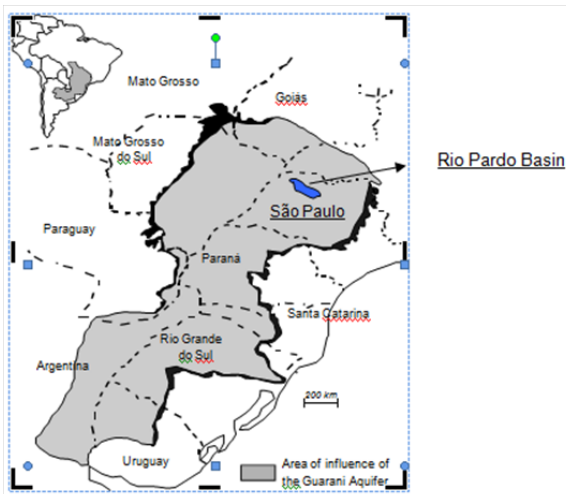 Mato Grosso
Goiás
Mato Grosso
do Sul
Rio Pardo Basin
São Paulo
Paraguay
Paraná
Santa Catarina
Rio Grande
do Sul
Argentina
200 km
Uruguay
Area of influence of
the Guarani Aquifer